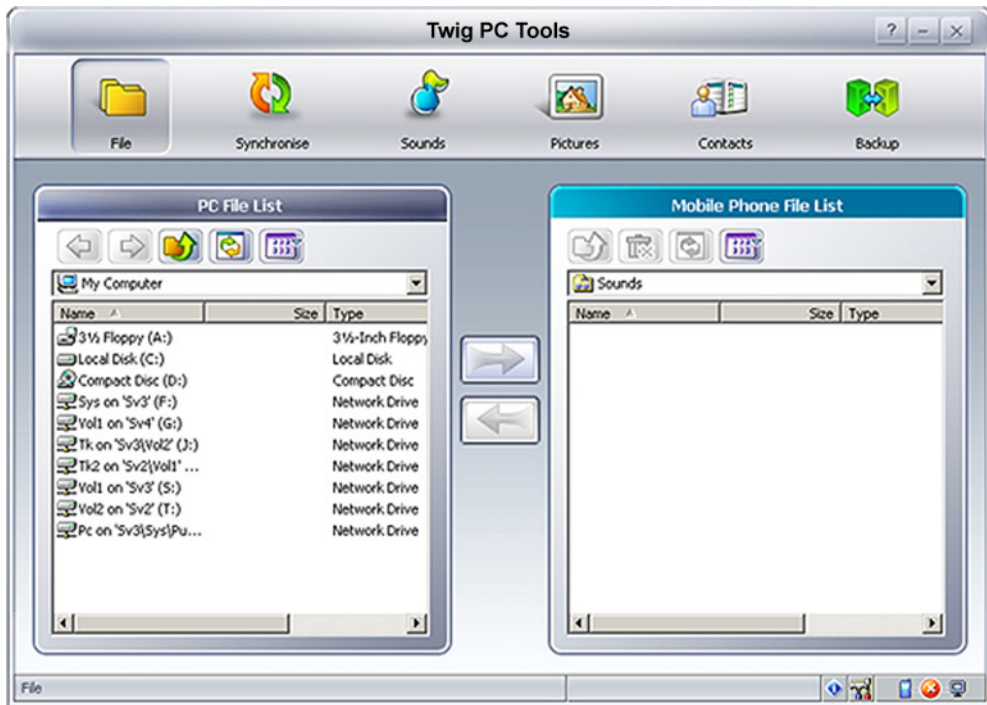 Twig PC Tools
File Synchronise Sounds Pictures Contacts Backup
PC File List
My Computer
Name Size Type
3½ Floppy (A:) 3½-Inch Floppy
Local Disk (C:) Local Disk
Compact Disc (D:) Compact Disc
Sys on 'Sv3' (F:) Network Drive
Vol1 on 'Sv4' (G:) Network Drive
Tk on 'Sv3\Vol2' (J:) Network Drive
Tk2 on 'Sv2\Vol1' ... Network Drive
Vol1 on 'Sv3' (S:) Network Drive
Vol2 on 'Sv2' (T:) Network Drive
Pc on 'Sv3\Sys\Pu... Network Drive
Mobile Phone File List
Sounds
Name Size Type
File